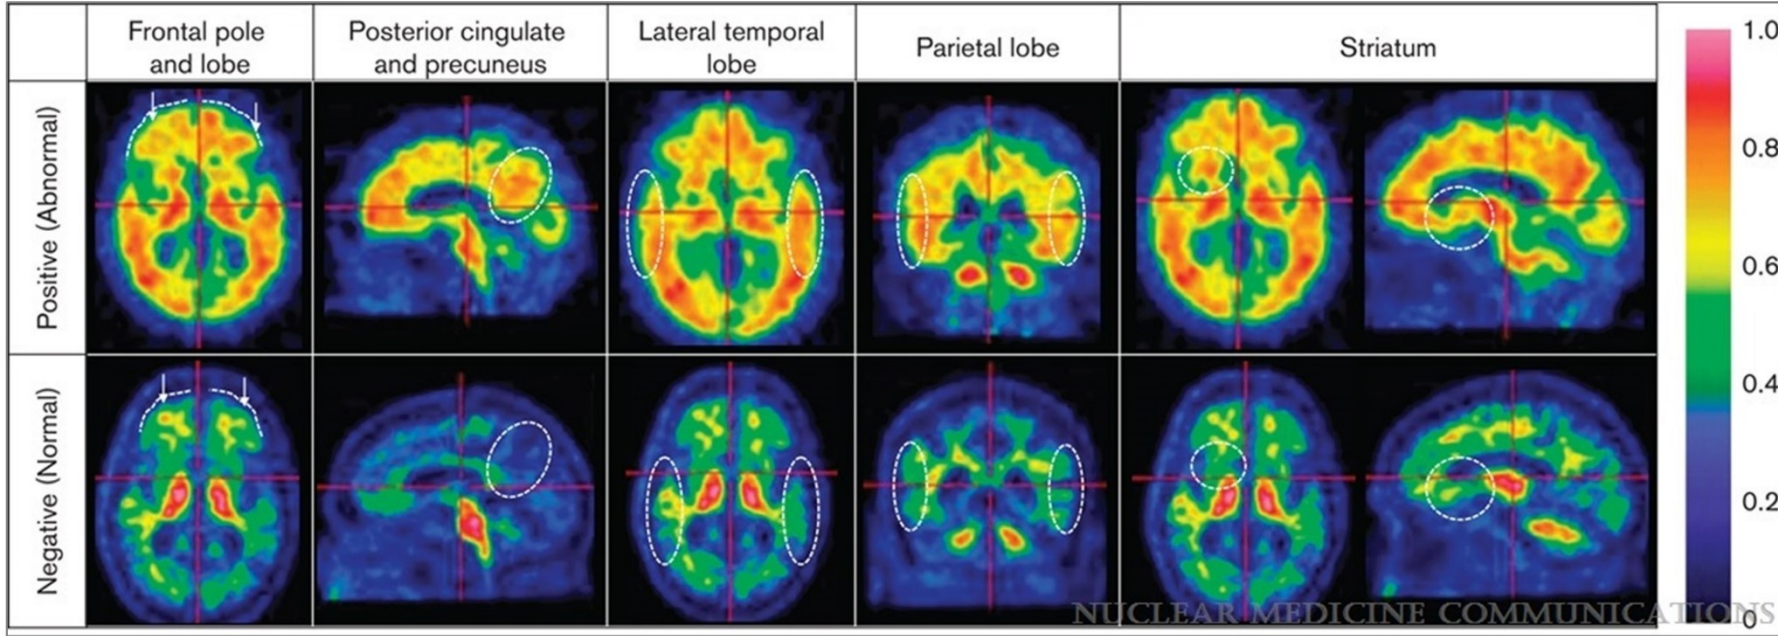 Frontal pole
and lobe
Posterior cingulate
and precuneus
Lateral temporal
lobe
Parietal lobe
Striatum
Positive (Abnormal)
Negative (Normal)
1.0
0.8
0.6
0.4
0.2
0
NUCLEAR MEDICINE COMMUNICATIONS